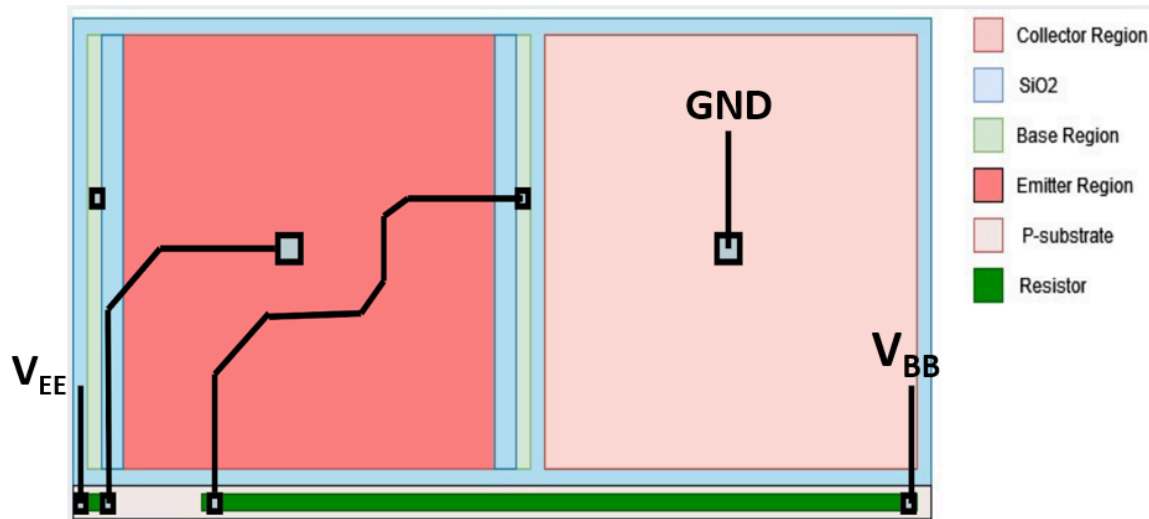 Collector Region
SiO2
GND
Base Region
Emitter Region
P-substrate
Resistor
VEE
VBB